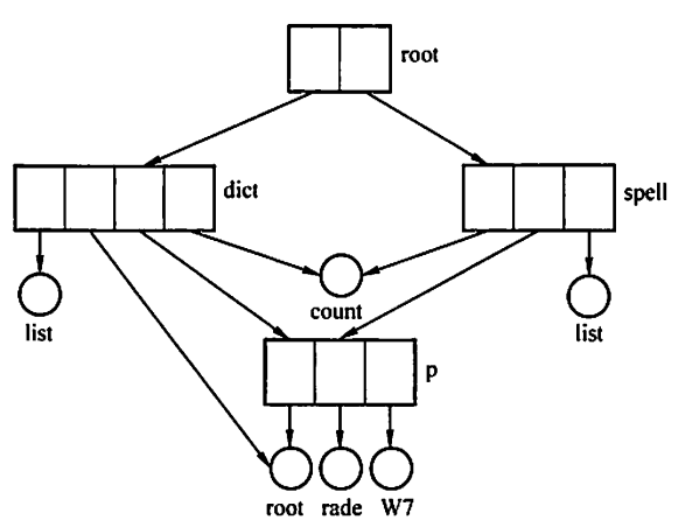 root
dict
spell
count
list
list
p
root rade W7